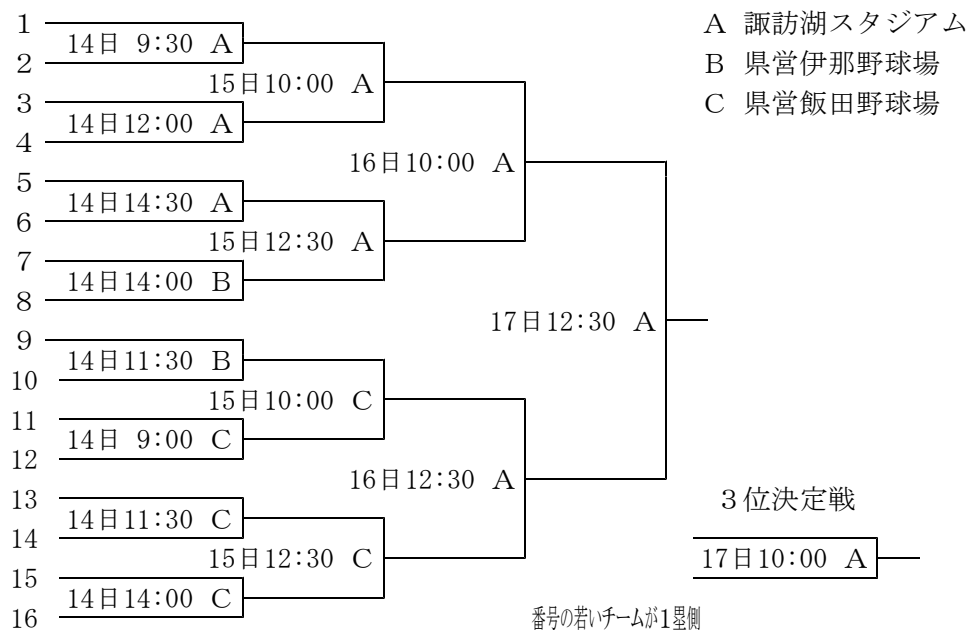 1
14日 9:30 A
2
15日10:00 A
3
14日12:00 A
4
16日10:00 A
5
14日14:30 A
6
15日12:30 A
7
14日14:00 B
8
17日12:30 A
9
14日11:30 B
10
15日10:00 C
11
14日 9:00 C
12
16日12:30 A
13
14日11:30 C
14
15日12:30 C
15
14日14:00 C
16
A 諏訪湖スタジアム
B 県営伊那野球場
C 県営飯田野球場
3位決定戦
17日10:00 A
番号の若いチームが1塁側